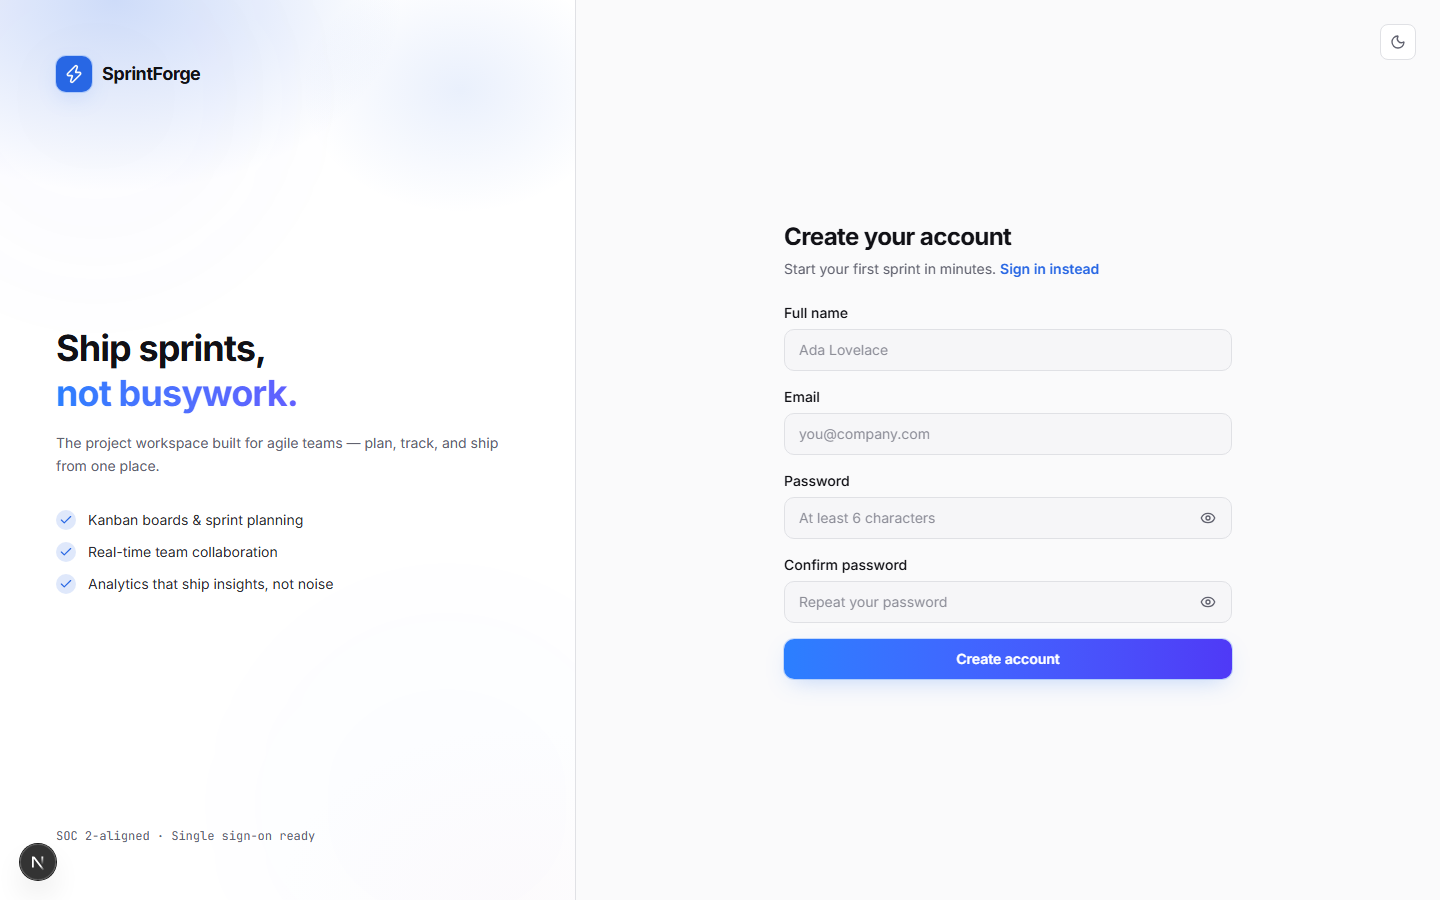 SprintForge
Ship sprints,
not busywork.
The project workspace built for agile teams — plan, track, and ship
from one place.
Kanban boards & sprint planning
Real-time team collaboration
Analytics that ship insights, not noise
SOC 2-aligned · Single sign-on ready
N
Create your account
Start your first sprint in minutes. Sign in instead
Full name
Ada Lovelace
Email
you@company.com
Password
At least 6 characters
Confirm password
Repeat your password
Create account